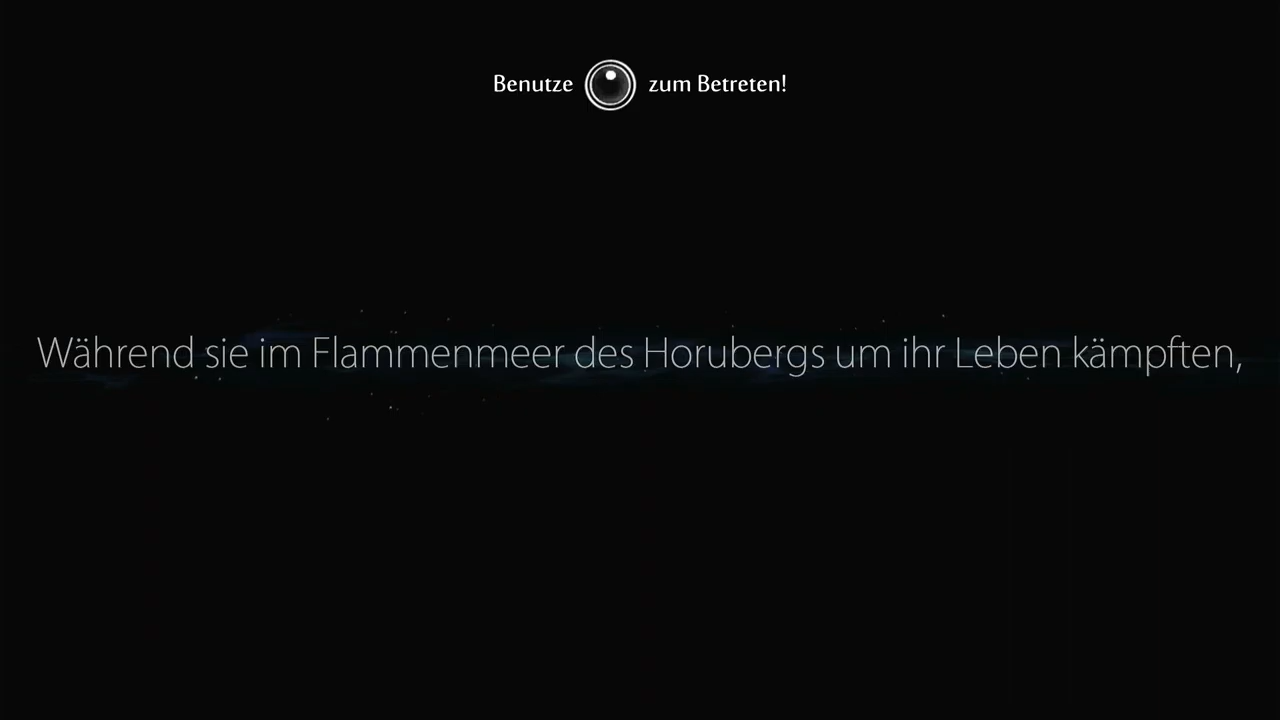 Benutze zum Betreten!
Während sie im Flammenmeer des Horubergs um ihr Leben kämpften,